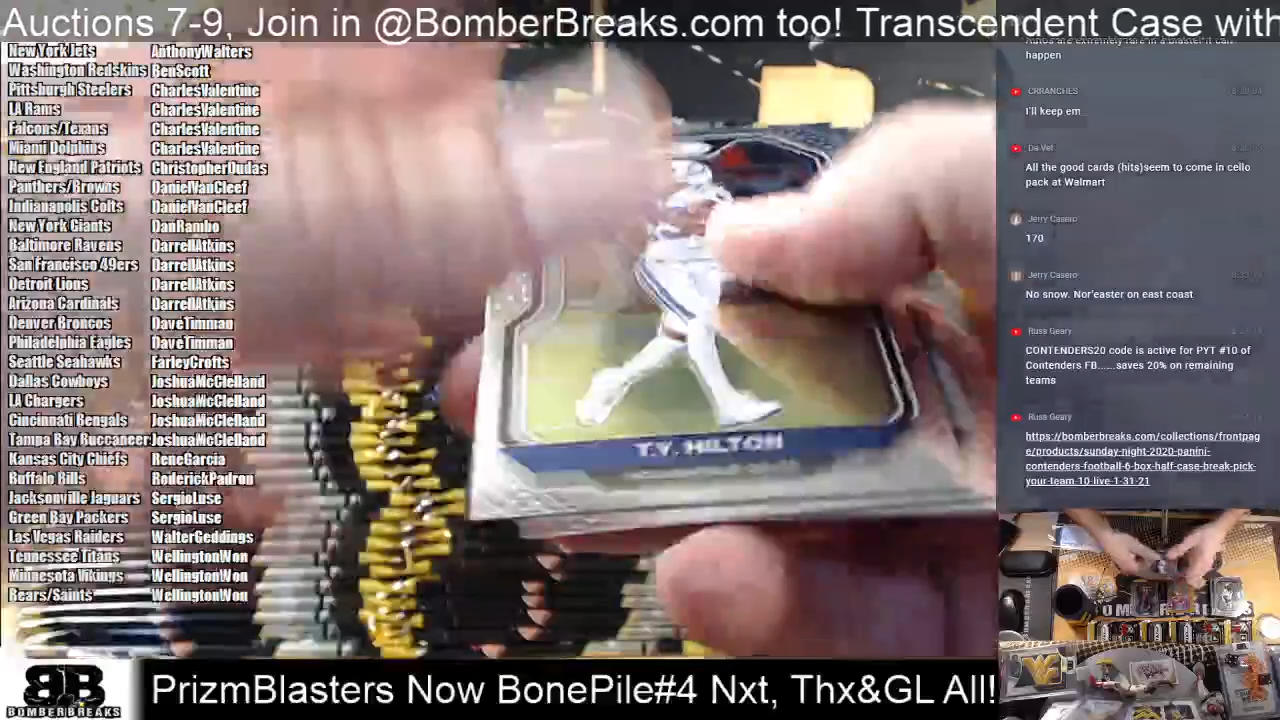 Auctions 7-9, Join in @BomberBreaks.com too! Transcendent Case with
New York Jets AnthonyWalters
Washington Redskins BenScott
Pittsburgh Steelers CharlesValentine
LA Rams CharlesValentine
Falcons/Texans CharlesValentine
Miami Dolphins CharlesValentine
New England Patriots ChristopherDudas
Panthers/Browns DanielVanCleef
Indianapolis Colts DanielVanCleef
New York Giants DanRambo
Baltimore Ravens DarrellAtkins
San Francisco 49ers DarrellAtkins
Detroit Lions DarrellAtkins
Arizona Cardinals DarrellAtkins
Denver Broncos DaveTimman
Philadelphia Eagles DaveTimman
Seattle Seahawks FarleyCrofts
Dallas Cowboys JoshuaMcClelland
LA Chargers JoshuaMcClelland
Cincinnati Bengals JoshuaMcClelland
Tampa Bay Buccaneer JoshuaMcClelland
Kansas City Chiefs ReneGarcia
Buffalo Bills RoderickPadron
Jacksonville Jaguars SergioLuse
Green Bay Packers SergioLuse
Las Vegas Raiders WalterGeddings
Tennessee Titans WellingtonWon
Minnesota Vikings WellingtonWon
Bears/Saints WellingtonWon
T.Y. HILTON
happen
CRRANCHES
I'll keep em
Da Vet
All the good cards (hits)seem to come in cello
pack at Walmart
Jerry Casero
170
Jerry Casero
No snow. Nor'easter on east coast
Russ Geary
CONTENDERS20 code is active for PYT #10 of
Contenders FB......saves 20% on remaining
teams
Russ Geary
https://bomberbreaks.com/collections/frontpag
e/products/sunday-night-2020-panini-
contenders-football-6-box-half-case-break-pick-
your-team-10-live-1-31-21
BOMBERBREAKS
PrizmBlasters Now BonePile#4 Nxt, Thx&GL All!